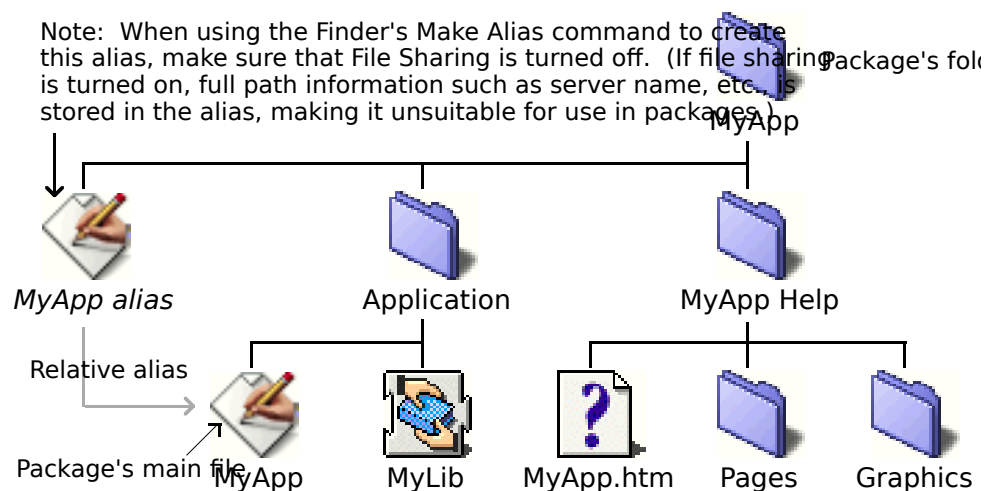 Note:  When using the Finder's Make Alias command to create
this alias, make sure that File Sharing is turned off.  (If file sharing
is turned on, full path information such as server name, etc., is
stored in the alias, making it unsuitable for use in packages.)
Package's fol
MyApp
MyApp alias
Application
MyApp Help
Relative alias
Package's main file
MyApp
MyLib
MyApp.htm
Pages
Graphics